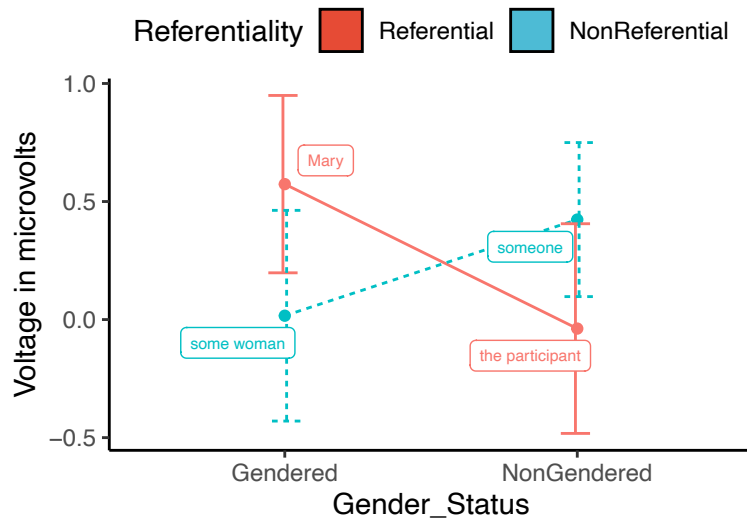 Referentiality Referential NonReferential
1.0
Mary
0.5
someone
0.0
some woman
the participant
−0.5
Gendered NonGendered
Gender_Status
Voltage in microvolts